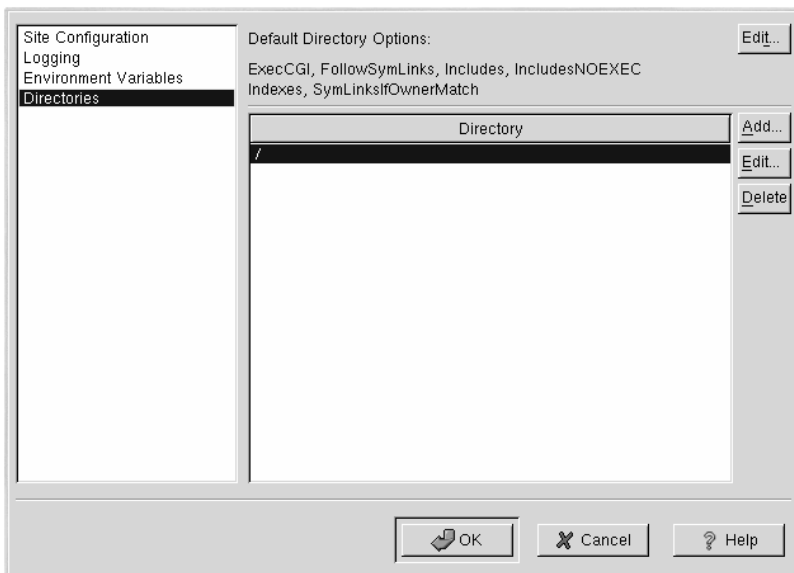 Site Configuration
Logging
Environment Variables
Directories
Default Directory Options:
Edit...
ExecCGI, FollowSymLinks, Includes, IncludesNOEXEC
Indexes, SymLinksIfOwnerMatch
Directory
/
Add...
Edit...
Delete
OK
Cancel
Help